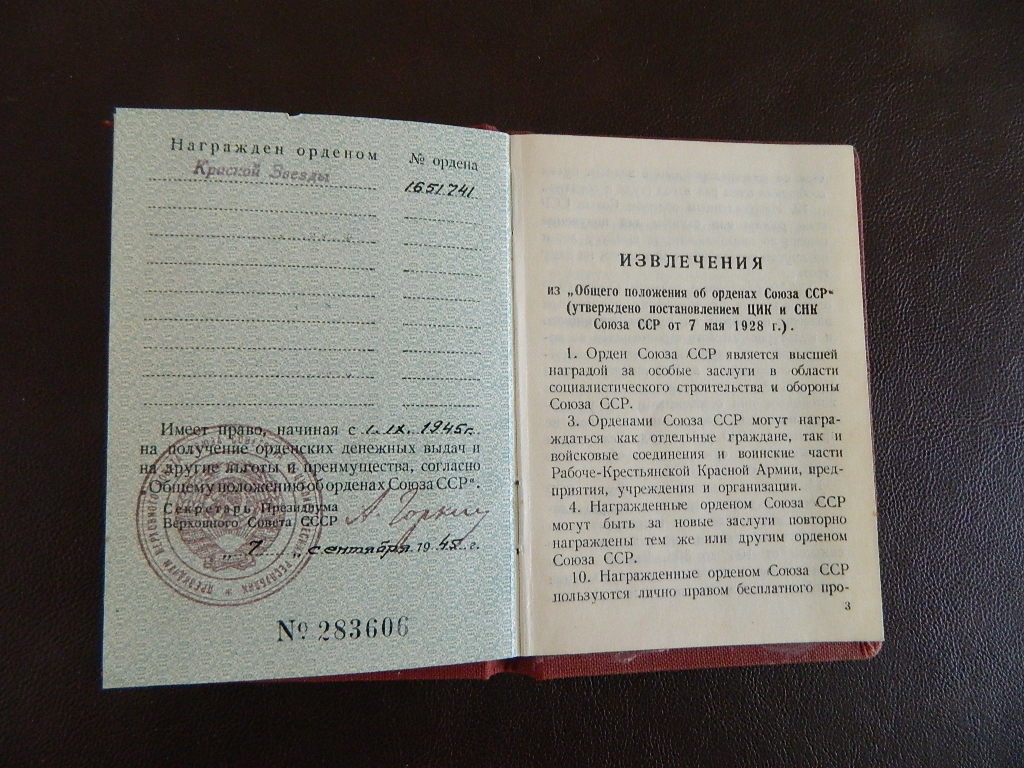 Награжден орденом
№ ордена
Красной Звезды
1651741
Имеет право, начиная с 1. IX. 1945г.
на получение орденских денежных выдач и
на другие льготы и преимущества, согласно
"Общему положению об орденах Союза ССР".
Секретарь Президиума
Верховного Совета СССР
А. Горкин
„ 7 „ сентября 1945 г.
№ 283606
ИЗВЛЕЧЕНИЯ
из „Общего положения об орденах Союза ССР“
(утверждено постановлением ЦИК и СНК
Союза ССР от 7 мая 1928 г.).
1. Орден Союза ССР является высшей
наградой за особые заслуги в области
социалистического строительства и обороны
Союза ССР.
3. Орденами Союза ССР могут награ-
ждаться как отдельные граждане, так и
войсковые соединения и воинские части
Рабоче-Крестьянской Красной Армии, пред-
приятия, учреждения и организации.
4. Награжденные орденом Союза ССР
могут быть за новые заслуги повторно
награждены тем же или другим орденом
Союза ССР.
10. Награжденные орденом Союза ССР
пользуются лично правом бесплатного про-
3